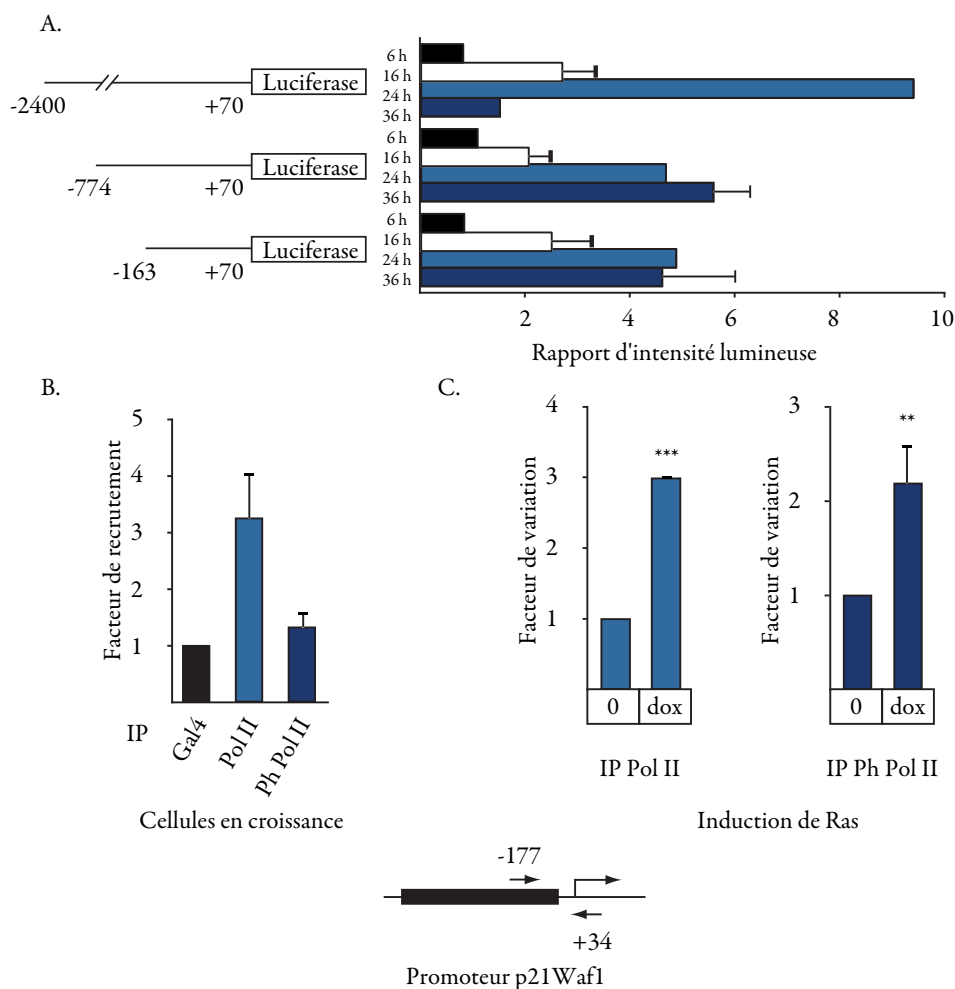 A.
Luciferase
-2400
+70
6 h
16 h
24 h
36 h
Luciferase
-774
+70
6 h
16 h
24 h
36 h
Luciferase
-163
+70
6 h
16 h
24 h
36 h
2 4 6 8 10
Rapport d'intensité lumineuse
B.
Facteur de recrutement
5
4
3
2
1
IP
Gal4
Pol II
Ph Pol II
Cellules en croissance
C.
Facteur de variation
4
3
2
1
***
0 dox
IP Pol II
Facteur de variation
3
2
1
**
0 dox
IP Ph Pol II
Induction de Ras
-177
+34
Promoteur p21Waf1